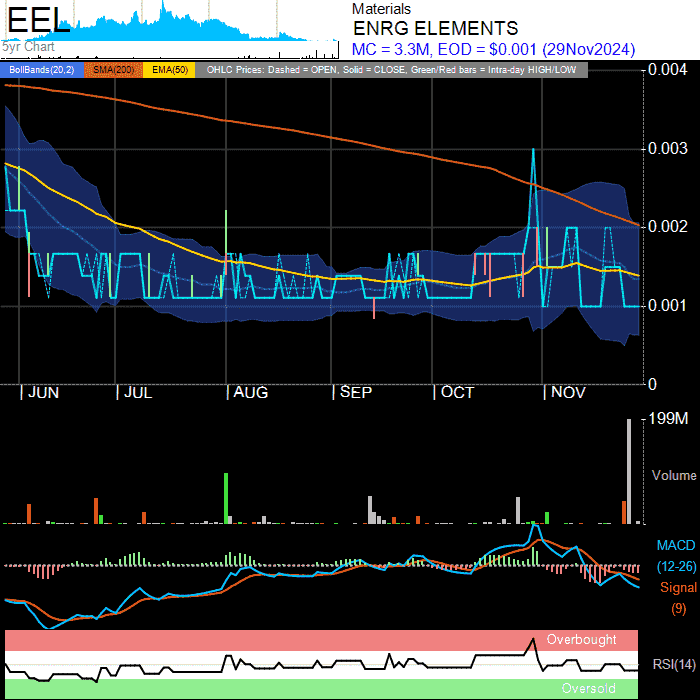 EEL
5yr Chart
Materials
ENRG ELEMENTS
MC = 3.3M, EOD = $0.001 (29Nov2024)
BollBands(20,2) SMA(200) EMA(50) OHLC Prices: Dashed = OPEN, Solid = CLOSE, Green/Red bars = Intra-day HIGH/LOW
0.004
0.003
0.002
0.001
0
| JUN | JUL | AUG | SEP | OCT | NOV
199M
Volume
MACD
(12-26)
Signal
(9)
Overbought
RSI(14)
Oversold